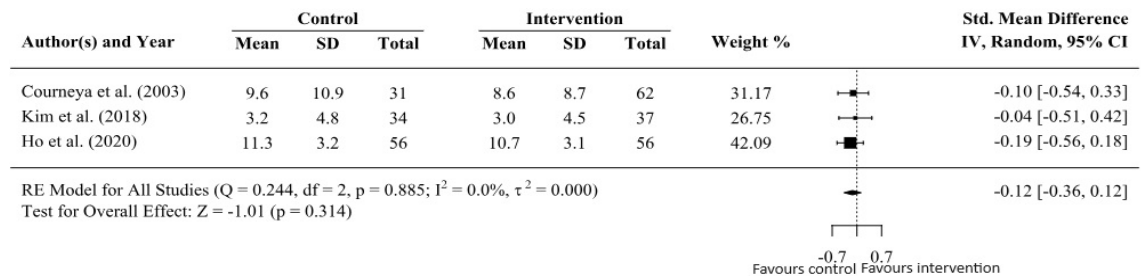 Control Intervention Std. Mean Difference
Author(s) and Year Mean SD Total Mean SD Total Weight % IV, Random, 95% CI
Courneya et al. (2003) 9.6 10.9 31 8.6 8.7 62 31.17 -0.10 [-0.54, 0.33]
Kim et al. (2018) 3.2 4.8 34 3.0 4.5 37 26.75 -0.04 [-0.51, 0.42]
Ho et al. (2020) 11.3 3.2 56 10.7 3.1 56 42.09 -0.19 [-0.56, 0.18]
RE Model for All Studies (Q = 0.244, df = 2, p = 0.885; I² = 0.0%, τ² = 0.000) -0.12 [-0.36, 0.12]
Test for Overall Effect: Z = -1.01 (p = 0.314)
-0.7 0.7
Favours control Favours intervention